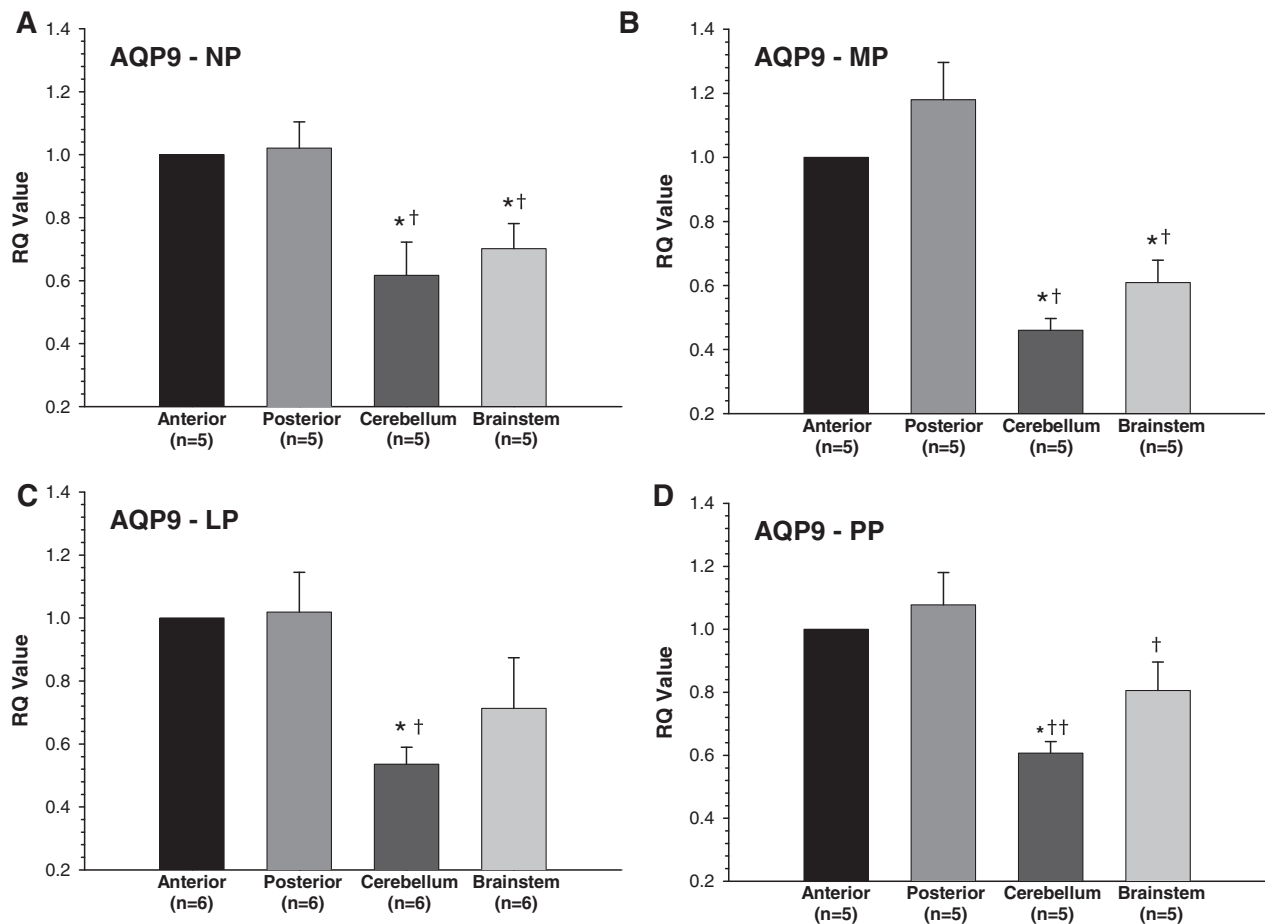 A
AQP9 - NP
RQ Value
1.4
1.2
1.0
0.8
0.6
0.4
0.2
*†
*†
Anterior Posterior Cerebellum Brainstem
(n=5) (n=5) (n=5) (n=5)
B
AQP9 - MP
RQ Value
1.4
1.2
1.0
0.8
0.6
0.4
0.2
*†
*†
Anterior Posterior Cerebellum Brainstem
(n=5) (n=5) (n=5) (n=5)
C
AQP9 - LP
RQ Value
1.4
1.2
1.0
0.8
0.6
0.4
0.2
* †
Anterior Posterior Cerebellum Brainstem
(n=6) (n=6) (n=6) (n=6)
D
AQP9 - PP
RQ Value
1.4
1.2
1.0
0.8
0.6
0.4
0.2
*††
†
Anterior Posterior Cerebellum Brainstem
(n=5) (n=5) (n=5) (n=5)